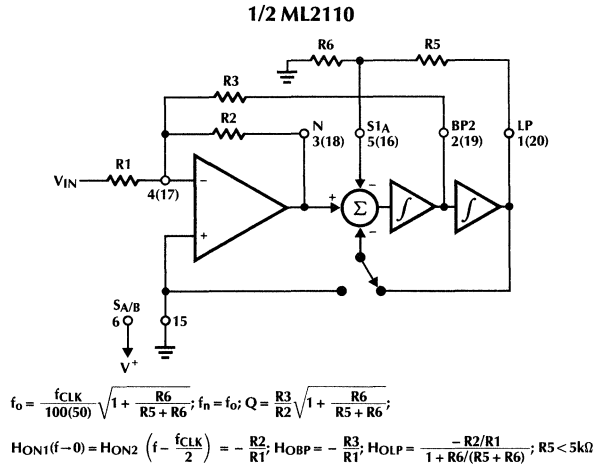 1/2 ML2110
R6
R5
R3
R2
N
3(18)
S1A
5(16)
BP2
2(19)
LP
1(20)
VIN
R1
4(17)
−
+
+
Σ
−
−
∫
∫
SA/B
6
15
V+
fo = fCLK/100(50) √(1 + R6/(R5 + R6)); fn = fo; Q = R3/R2 √(1 + R6/(R5 + R6));
HON1(f→0) = HON2 (f − fCLK/2) = − R2/R1; HOBP = − R3/R1; HOLP = −R2/R1 / (1 + R6/(R5 + R6)); R5<5kΩ